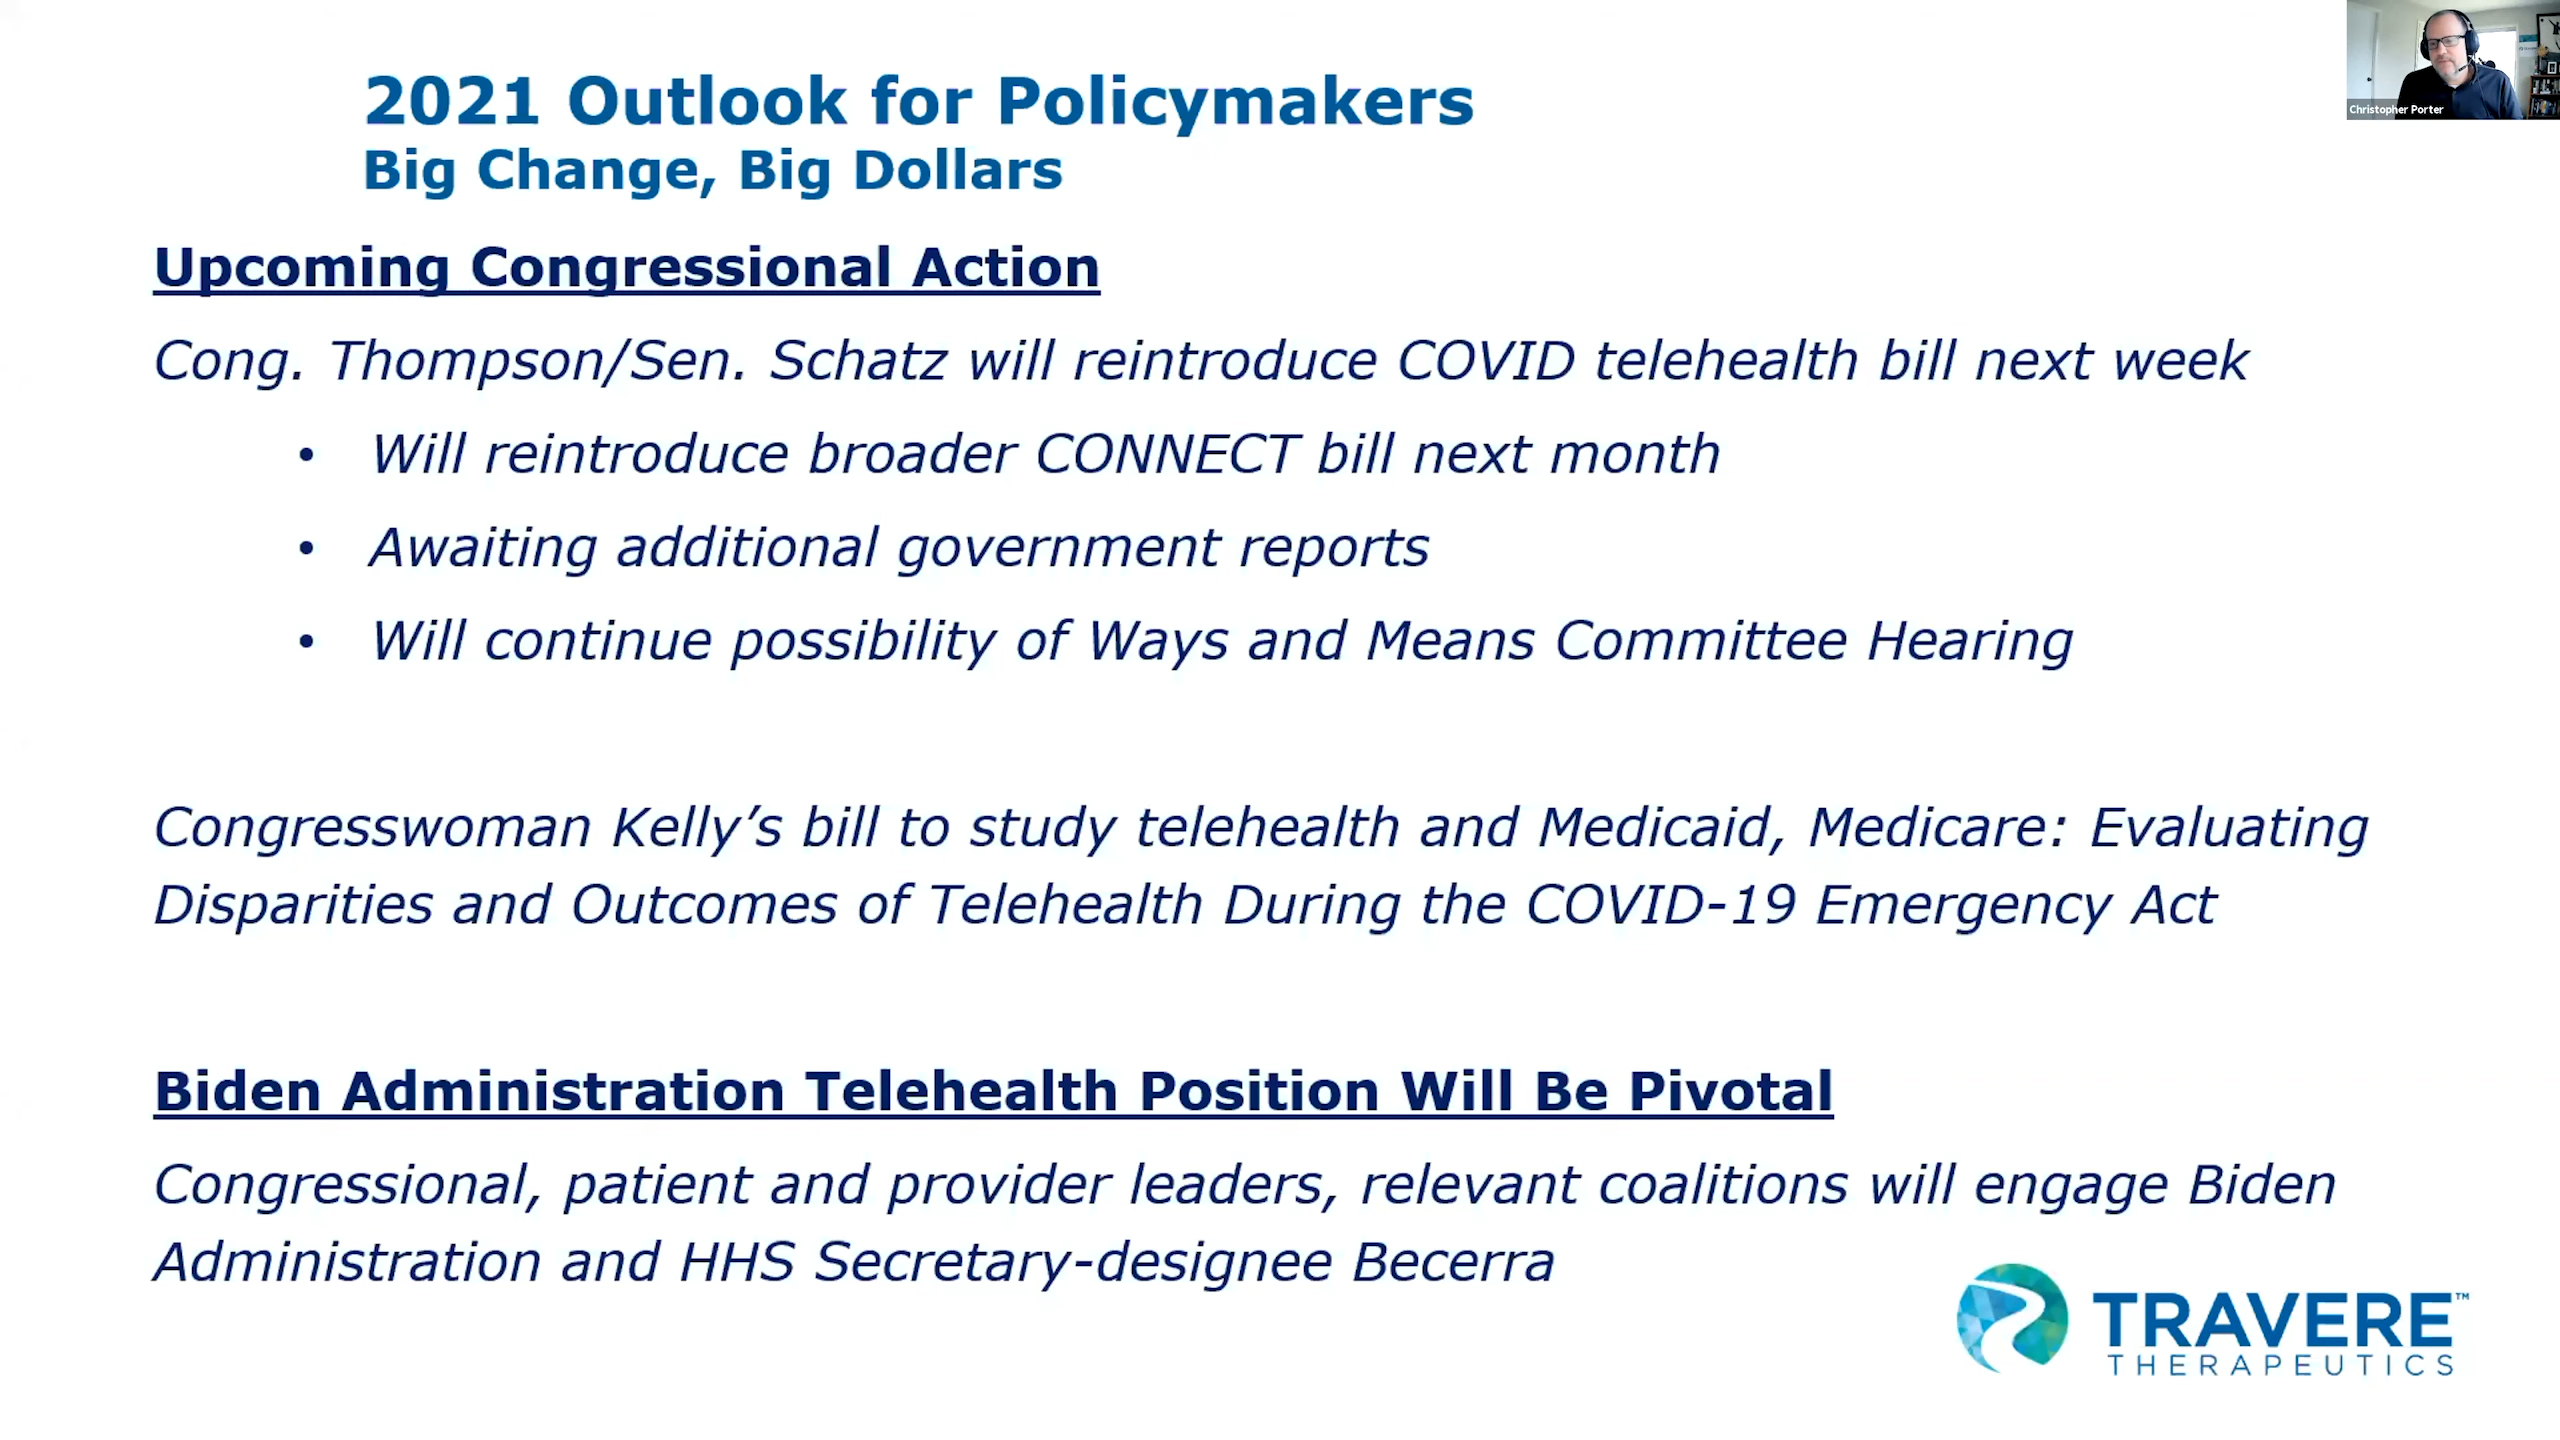 2021 Outlook for Policymakers
Big Change, Big Dollars
Christopher Porter
Upcoming Congressional Action
Cong. Thompson/Sen. Schatz will reintroduce COVID telehealth bill next week
• Will reintroduce broader CONNECT bill next month
• Awaiting additional government reports
• Will continue possibility of Ways and Means Committee Hearing
Congresswoman Kelly’s bill to study telehealth and Medicaid, Medicare: Evaluating
Disparities and Outcomes of Telehealth During the COVID-19 Emergency Act
Biden Administration Telehealth Position Will Be Pivotal
Congressional, patient and provider leaders, relevant coalitions will engage Biden
Administration and HHS Secretary-designee Becerra
TRAVERE™
THERAPEUTICS